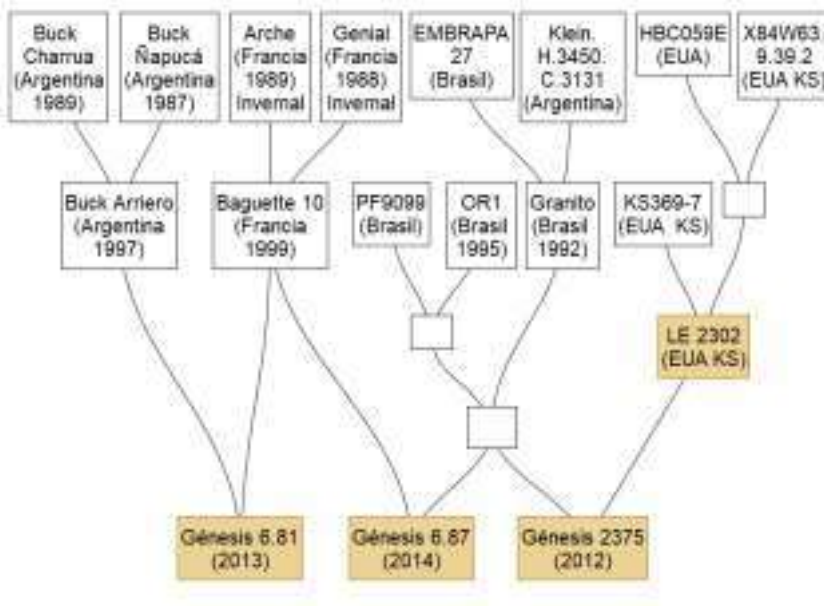 Buck
Charrua
(Argentina
1989)
Buck
Ñapucá
(Argentina
1987)
Arche
(Francia
1989)
Invernal
Genial
(Francia
1988)
Invernal
EMBRAPA
27
(Brasil)
Klein.
H.3450.
C.3131
(Argentina)
HBC059E
(EUA)
X84W63.
9.39.2
(EUA KS)
Buck Arriero
(Argentina
1997)
Baguette 10
(Francia
1999)
PF9099
(Brasil)
OR1
(Brasil
1995)
Granito
(Brasil
1992)
KS369-7
(EUA KS)
LE 2302
(EUA KS)
Génesis 6.81
(2013)
Génesis 6.87
(2014)
Génesis 2375
(2012)